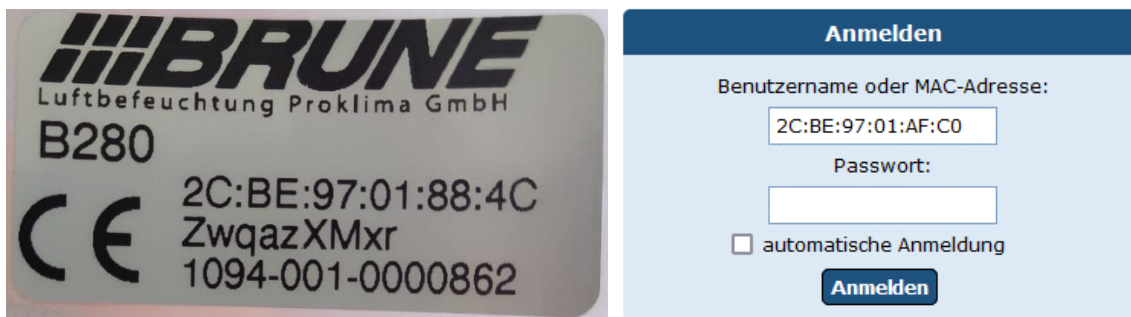 BRUNE
Luftbefeuchtung Proklima GmbH
B280
CE
2C:BE:97:01:88:4C
ZwqazXMxr
1094-001-0000862
Anmelden
Benutzername oder MAC-Adresse:
2C:BE:97:01:AF:C0
Passwort:
automatische Anmeldung
Anmelden